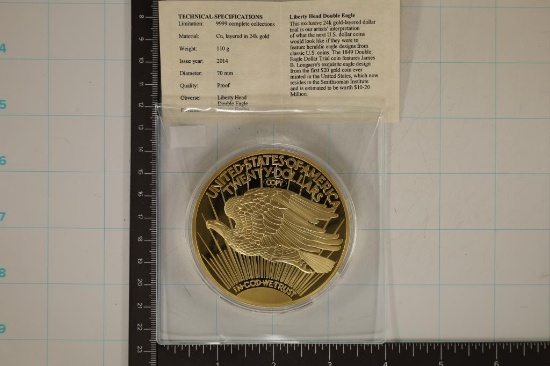 TECHNICAL SPECIFICATIONS
Limitation: 9999 complete collections
Material: Cu, layered in 24k gold
Weight: 110 g
Issue year: 2014
Diameter: 70 mm
Quality: Proof
Obverse: Liberty Head
Double Eagle
Liberty Head Double Eagle
This exclusive 24k gold-layered dollar
trial is our artists' interpretation
of what the next U.S. dollar coins
would look like if they were to
feature heraldic eagle designs from
classic U.S. coins. The 1849 Double
Eagle Dollar Trial coin features James
B. Longacre's exquisite eagle design
from the first $20 gold coin ever
minted in the United States, which now
resides in the Smithsonian Institute
and is estimated to be worth $10-20
Million.
UNITED·STATES·OF·AMERICA
TWENTY·DOLLARS
COPY
IN·GOD·WE·TRUST